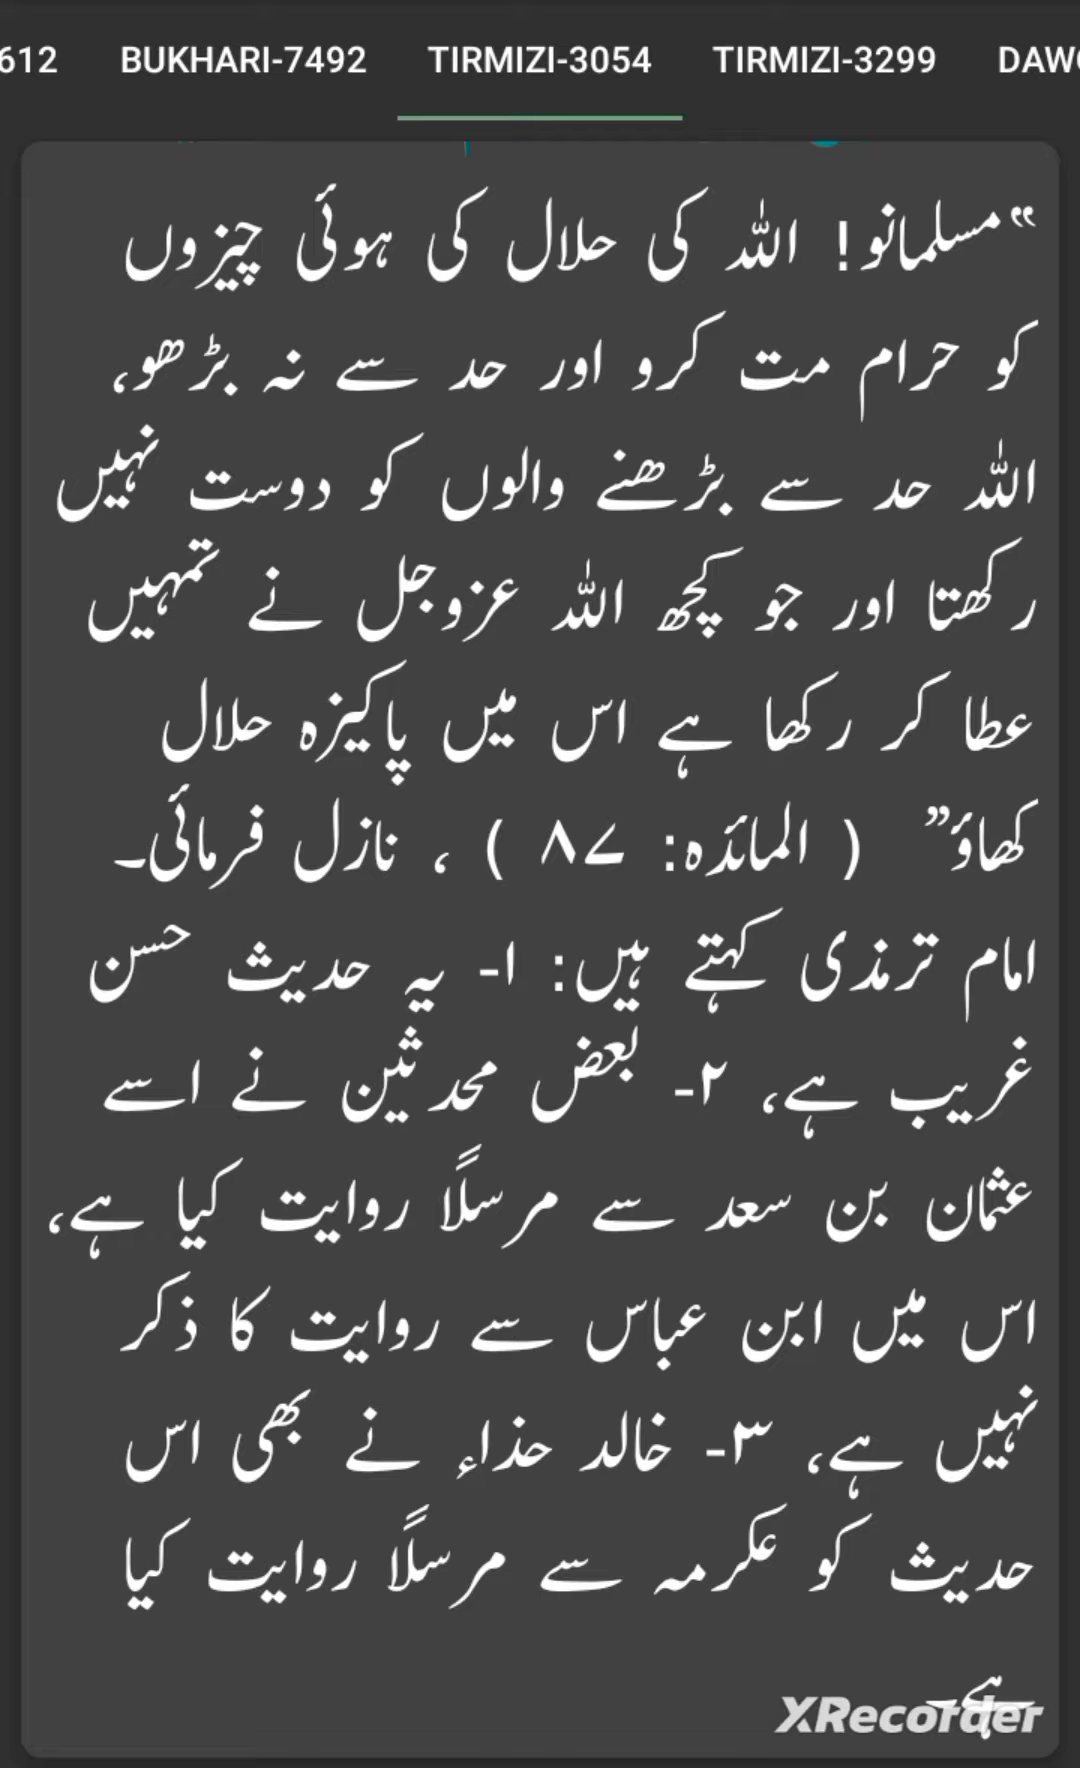 612 BUKHARI-7492 TIRMIZI-3054 TIRMIZI-3299 DAW
“مسلمانو! اللہ کی حلال کی ہوئی چیزوں
کو حرام مت کرو اور حد سے نہ بڑھو،
اللہ حد سے بڑھنے والوں کو دوست نہیں
رکھتا اور جو کچھ اللہ عزوجل نے تمہیں
عطا کر رکھا ہے اس میں پاکیزہ حلال
کھاؤ” ( المائدہ: ۸۷ ) ، نازل فرمائی۔
امام ترمذی کہتے ہیں: ۱- یہ حدیث حسن
غریب ہے، ۲- بعض محدثین نے اسے
عثمان بن سعد سے مرسلاً روایت کیا ہے،
اس میں ابن عباس سے روایت کا ذکر
نہیں ہے، ۳- خالد حذاء نے بھی اس
حدیث کو عکرمہ سے مرسلاً روایت کیا
ہے۔
XRecorder